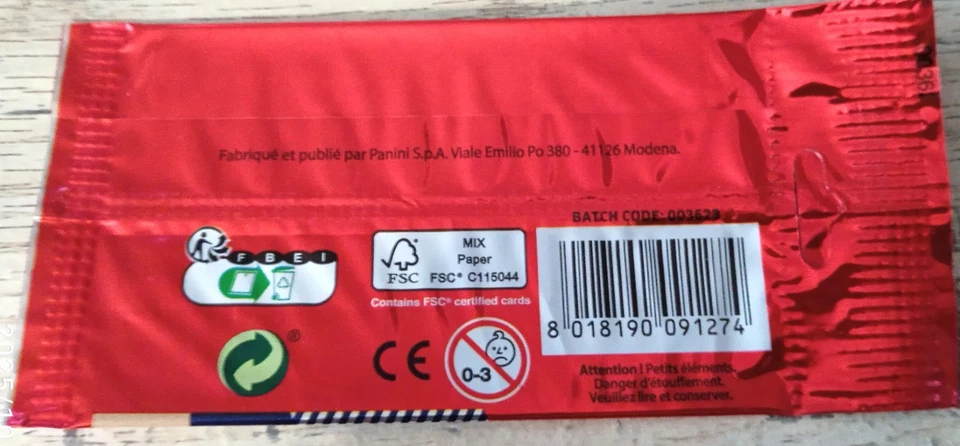 Fabriqué et publié par Panini S.p.A. Viale Emilio Po 380 - 41126 Modena.
BATCH CODE: 003623
F B E I
MIX
Paper
FSC FSC® C115044
Contains FSC® certified cards
8 018190 091274
®
CE
0-3
Attention ! Petits éléments.
Danger d'étouffement.
Veuillez lire et conserver.